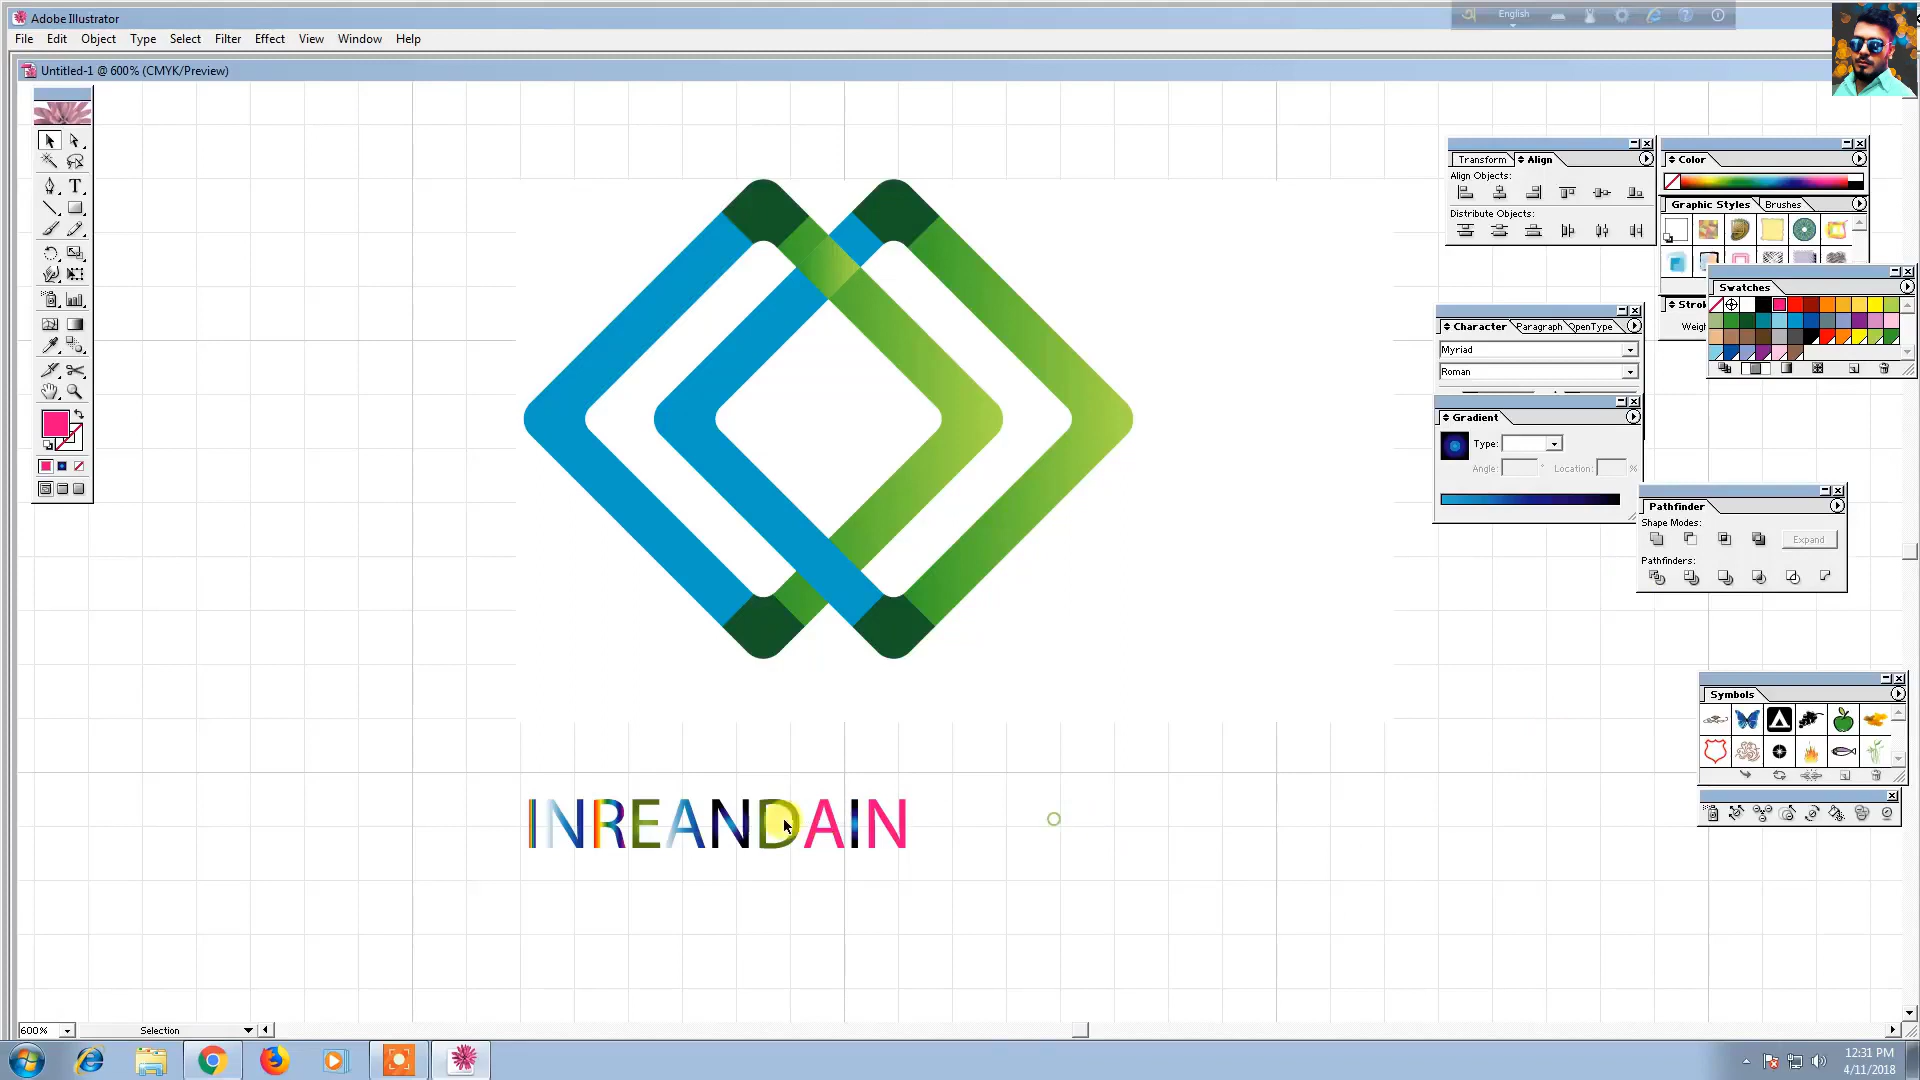 Adobe Illustrator
English
File Edit Object Type Select Filter Effect View Window Help
Untitled-1 @ 600% (CMYK/Preview)
Transform Align
Align Objects:
Distribute Objects:
Color
Graphic Styles Brushes
Swatches
Strok
Weig
Character Paragraph OpenType
Myriad
Roman
Gradient
Type:
Angle: ° Location: %
Pathfinder
Shape Modes:
Expand
Pathfinders:
Symbols
INREANDAIN
600% Selection
12:31 PM
4/11/2018